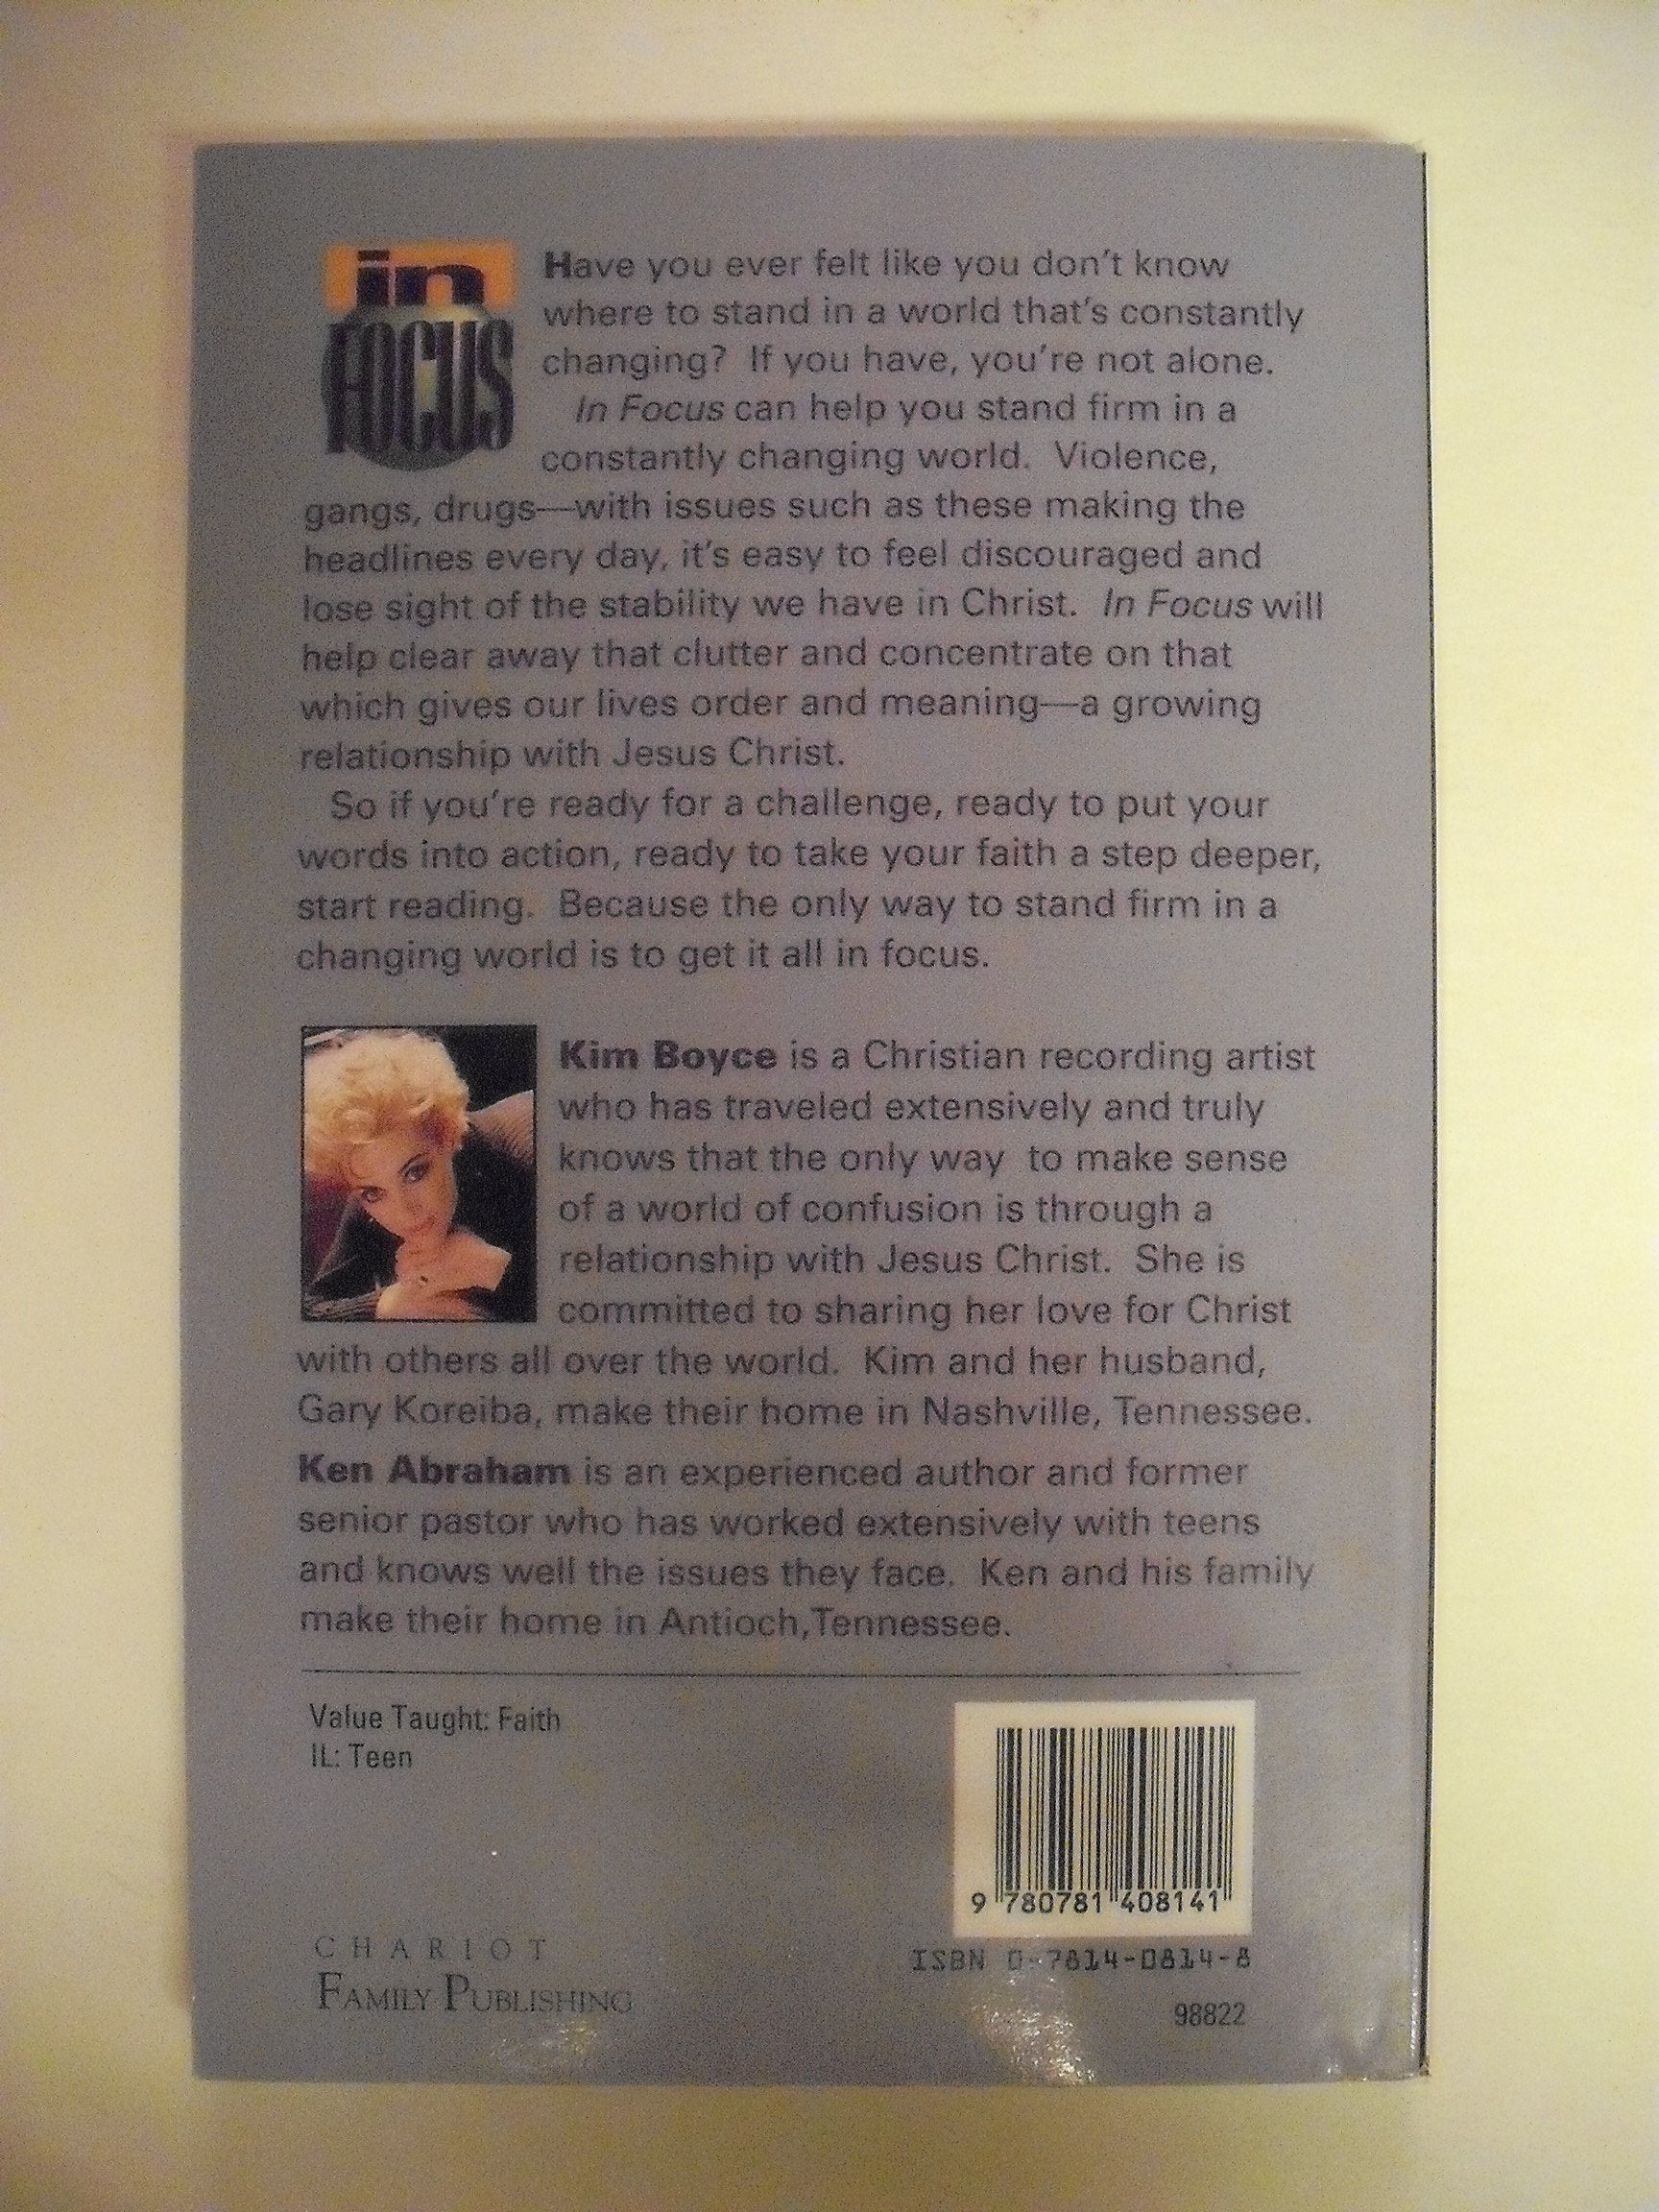 in
FOCUS
Have you ever felt like you don't know
where to stand in a world that's constantly
changing? If you have, you're not alone.
In Focus can help you stand firm in a
constantly changing world. Violence,
gangs, drugs—with issues such as these making the
headlines every day, it's easy to feel discouraged and
lose sight of the stability we have in Christ. In Focus will
help clear away that clutter and concentrate on that
which gives our lives order and meaning—a growing
relationship with Jesus Christ.
So if you're ready for a challenge, ready to put your
words into action, ready to take your faith a step deeper,
start reading. Because the only way to stand firm in a
changing world is to get it all in focus.
Kim Boyce is a Christian recording artist
who has traveled extensively and truly
knows that the only way to make sense
of a world of confusion is through a
relationship with Jesus Christ. She is
committed to sharing her love for Christ
with others all over the world. Kim and her husband,
Gary Koreiba, make their home in Nashville, Tennessee.
Ken Abraham is an experienced author and former
senior pastor who has worked extensively with teens
and knows well the issues they face. Ken and his family
make their home in Antioch,Tennessee.
Value Taught: Faith
IL: Teen
9 780781 408141
ISBN 0-7814-0814-8
98822
CHARIOT
FAMILY PUBLISHING